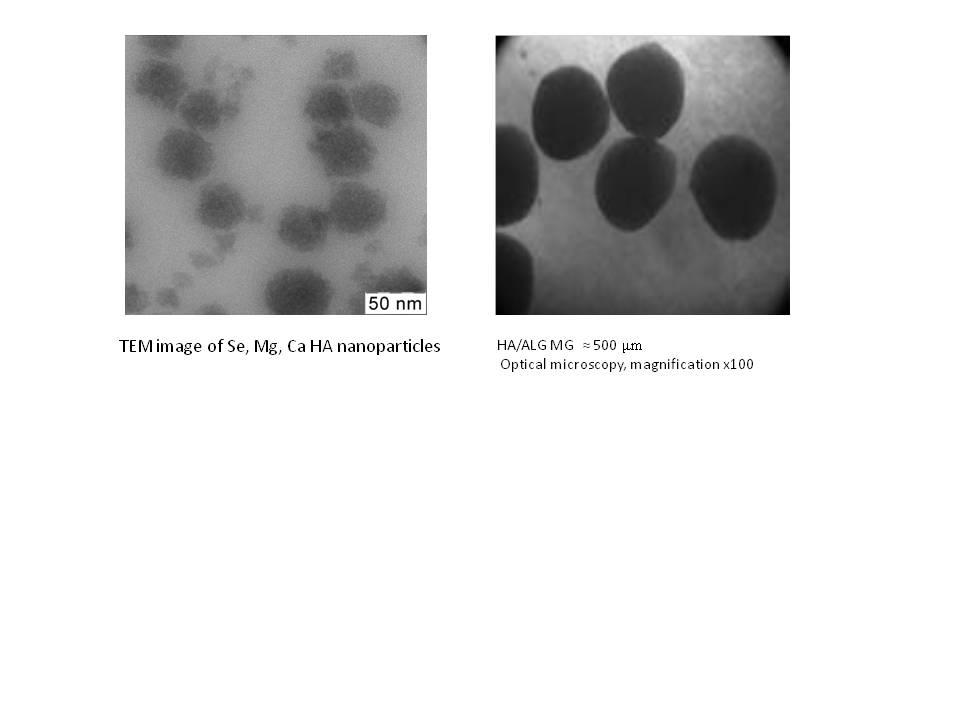 50 nm
TEM image of Se, Mg, Ca HA nanoparticles
HA/ALG MG ≈ 500 μm
Optical microscopy, magnification x100